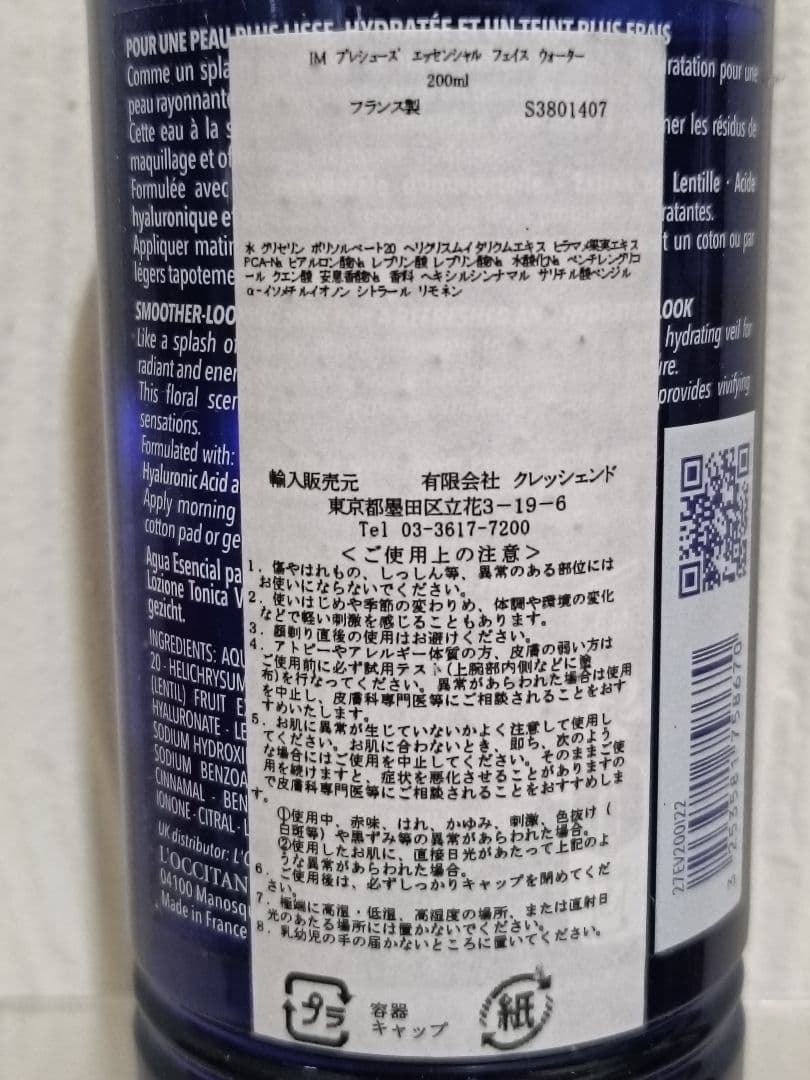 POUR UNE PEAU PLUS LISSE, HYDRATÉE ET UN TEINT PLUS FRAIS
Comme un spla
ratation pour une
peau rayonnante
Cette eau à la s
ner les résidus de
maquillage et of
Formulée avec
Lentille · Acide
hyaluronique e
ratantes.
Appliquer matin
t un coton ou par
légers tapoteme
SMOOTHER-LOO
LOOK
Like a splash o
hydrating veil for
radiant and ener
ure.
This floral scen
provides vivifying
sensations.
Formulated with:
Hyaluronic Acid a
Apply morning
cotton pad or ge
Agua Esencial pa
Lozione Tonica V
gezicht.
INGREDIENTS: AQU
20 - HELICHRYSUM
(LENTIL) FRUIT E
HYALURONATE - LE
SODIUM HYDROXI
SODIUM BENZOA
CINNAMAL - BEN
IONONE - CITRAL - L
UK distributor: L'O
L'OCCITAN
04100 Manosq
Made in France
IM プレシューズ エッセンシャル フェイス ウォーター
200ml
フランス製 S3801407
水 グリセリン ポリソルベート20 ヘリクリスムイタリクムエキス ヒラマメ果実エキス
PCA-Na ヒアルロン酸Na レブリン酸 レブリン酸Na 水酸化Na ペンチレングリコ
ール クエン酸 安息香酸Na 香料 ヘキシルシンナマル サリチル酸ベンジル
α-イソメチルイオノン シトラール リモネン
輸入販売元 有限会社 クレッシェンド
東京都墨田区立花3-19-6
Tel 03-3617-7200
＜ご使用上の注意＞
1．傷やはれもの、しっしん等、異常のある部位には
お使いにならないでください。
2．使いはじめや季節の変わりめ、体調や環境の変化
などで軽い刺激を感じることもあります。
3．顔剃り直後の使用はお避けください。
4．アトピーやアレルギー体質の方、皮膚の弱い方は
ご使用前に必ず試用テスト（上腕部内側などに塗
布)を行なってください。異常があらわれた場合は使用
を中止し、皮膚科専門医等にご相談されることをおす
すめいたします。
5．お肌に異常が生じていないかよく注意して使用し
てください。お肌に合わないとき、即ち、次のよう
な場合にはご使用を中止してください。そのままご使
用を続けますと、症状を悪化させることがありますの
で皮膚科専門医等にご相談されることをおすすめしま
す。
①使用中、赤味、はれ、かゆみ、刺激、色抜け（
白斑等）や黒ずみ等の異常があらわれた場合。
②使用したお肌に、直接日光があたって上記のよ
うな異常があらわれた場合。
6．ご使用後は、必ずしっかりキャップを閉めてくだ
さい。
7．極端に高温・低温、高湿度の場所、または直射日
光のあたる場所には置かないでください。
8．乳幼児の手の届かないところに置いてください。
プラ
容器
キャップ
紙
27EV200122
3 253581 758670